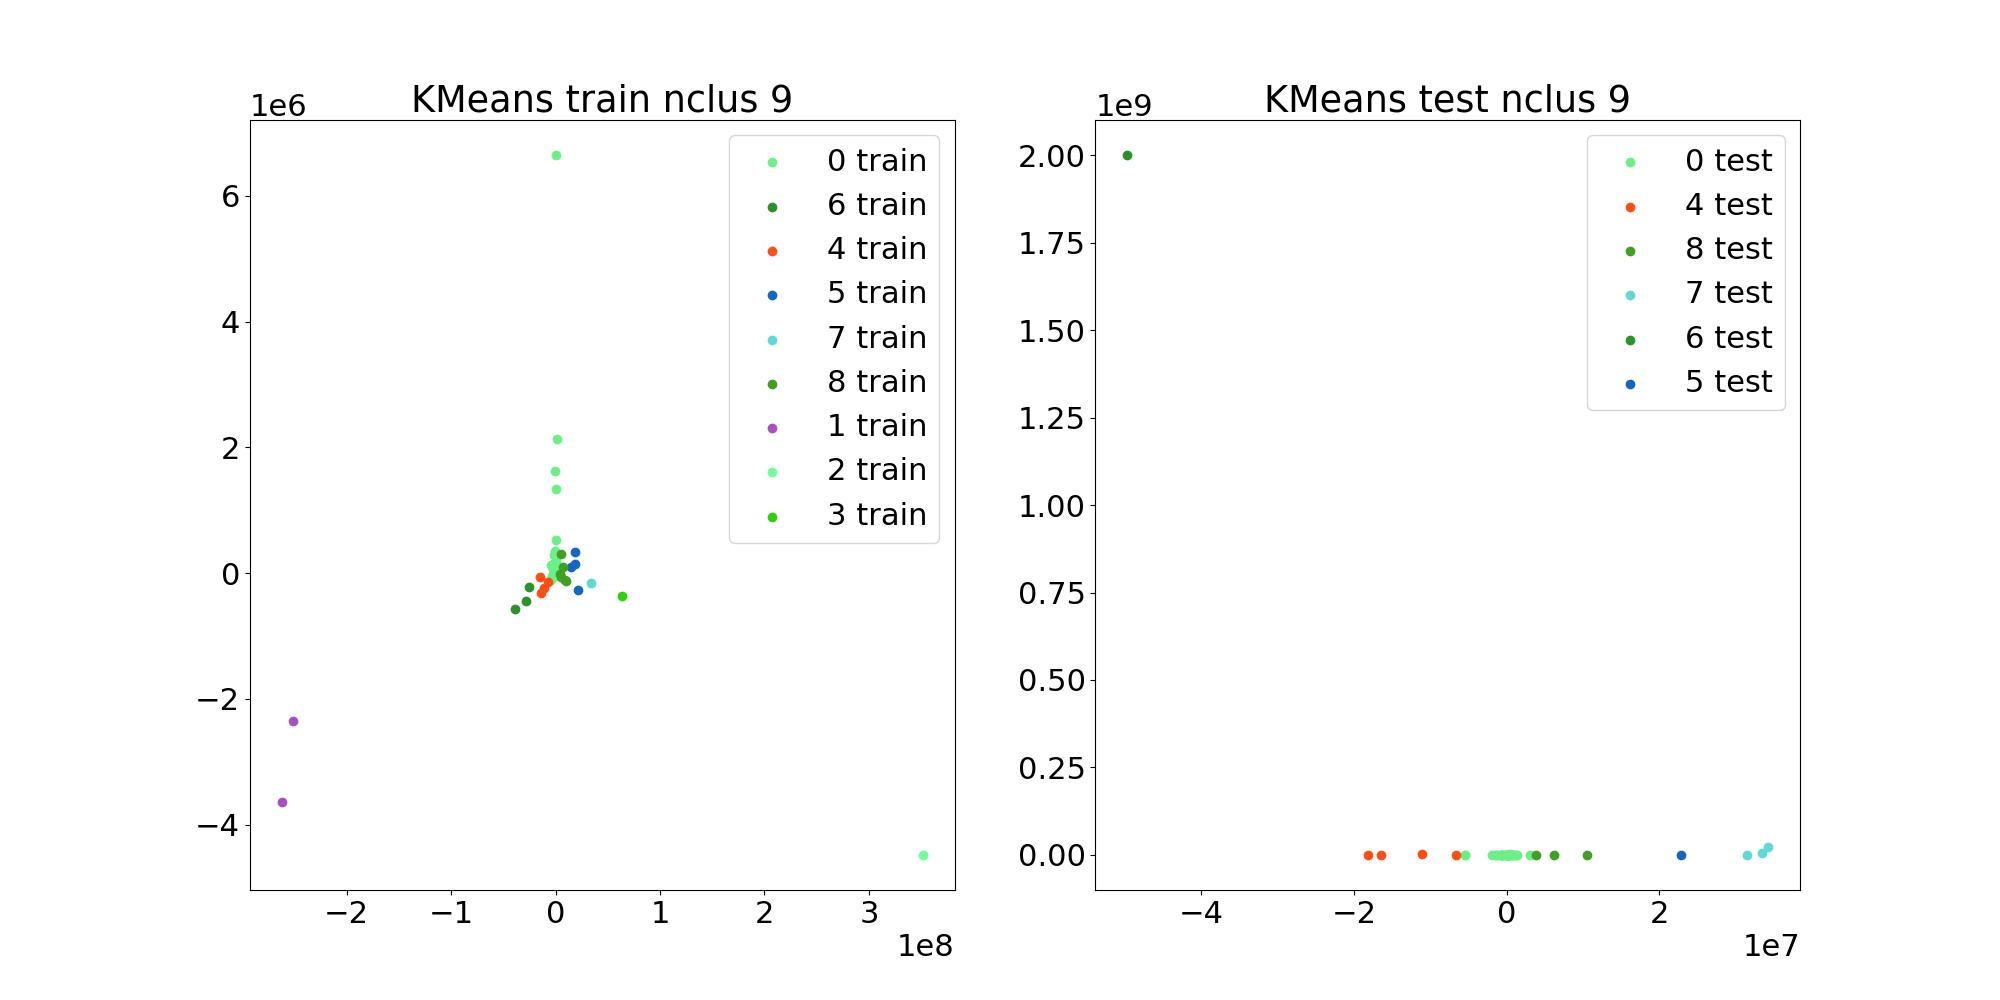 KMeans train nclus 9
1e6
6
4
2
0
−2
−4
−2
−1
0
1
2
3
1e8
0 train
6 train
4 train
5 train
7 train
8 train
1 train
2 train
3 train
KMeans test nclus 9
1e9
2.00
1.75
1.50
1.25
1.00
0.75
0.50
0.25
0.00
−4
−2
0
2
1e7
0 test
4 test
8 test
7 test
6 test
5 test